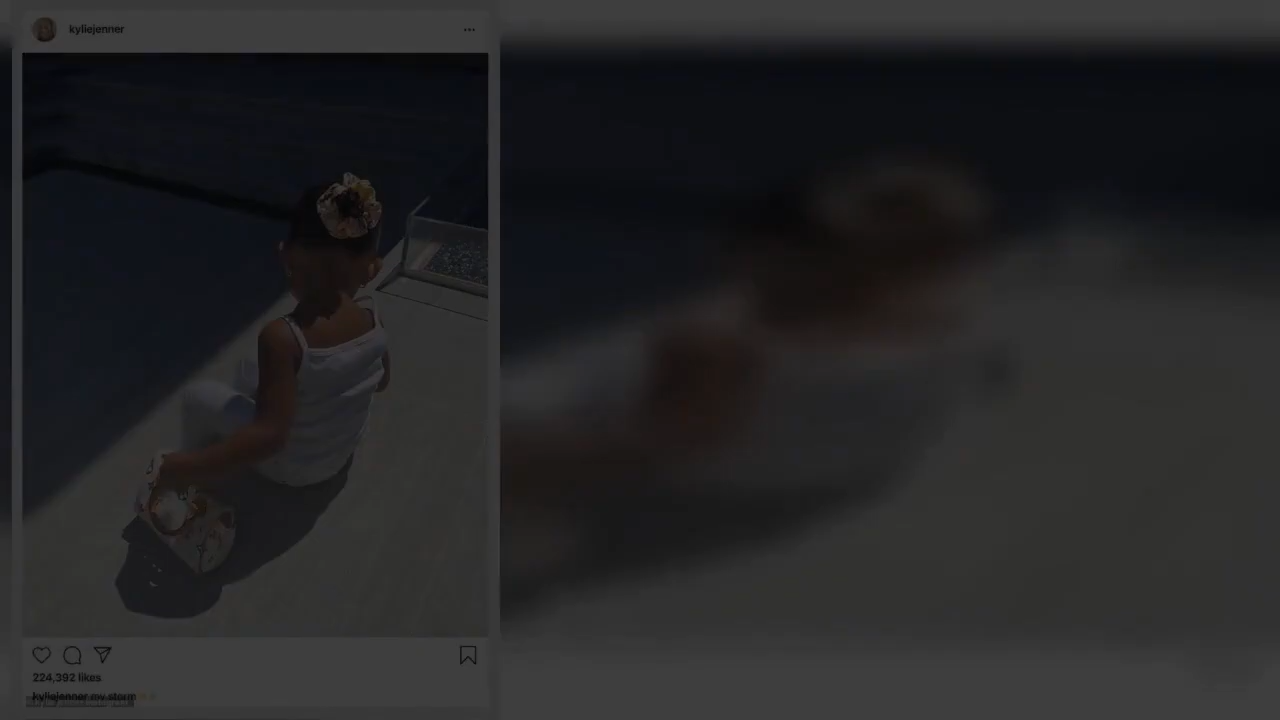 kyliejenner
224,392 likes
kyliejenner my storm